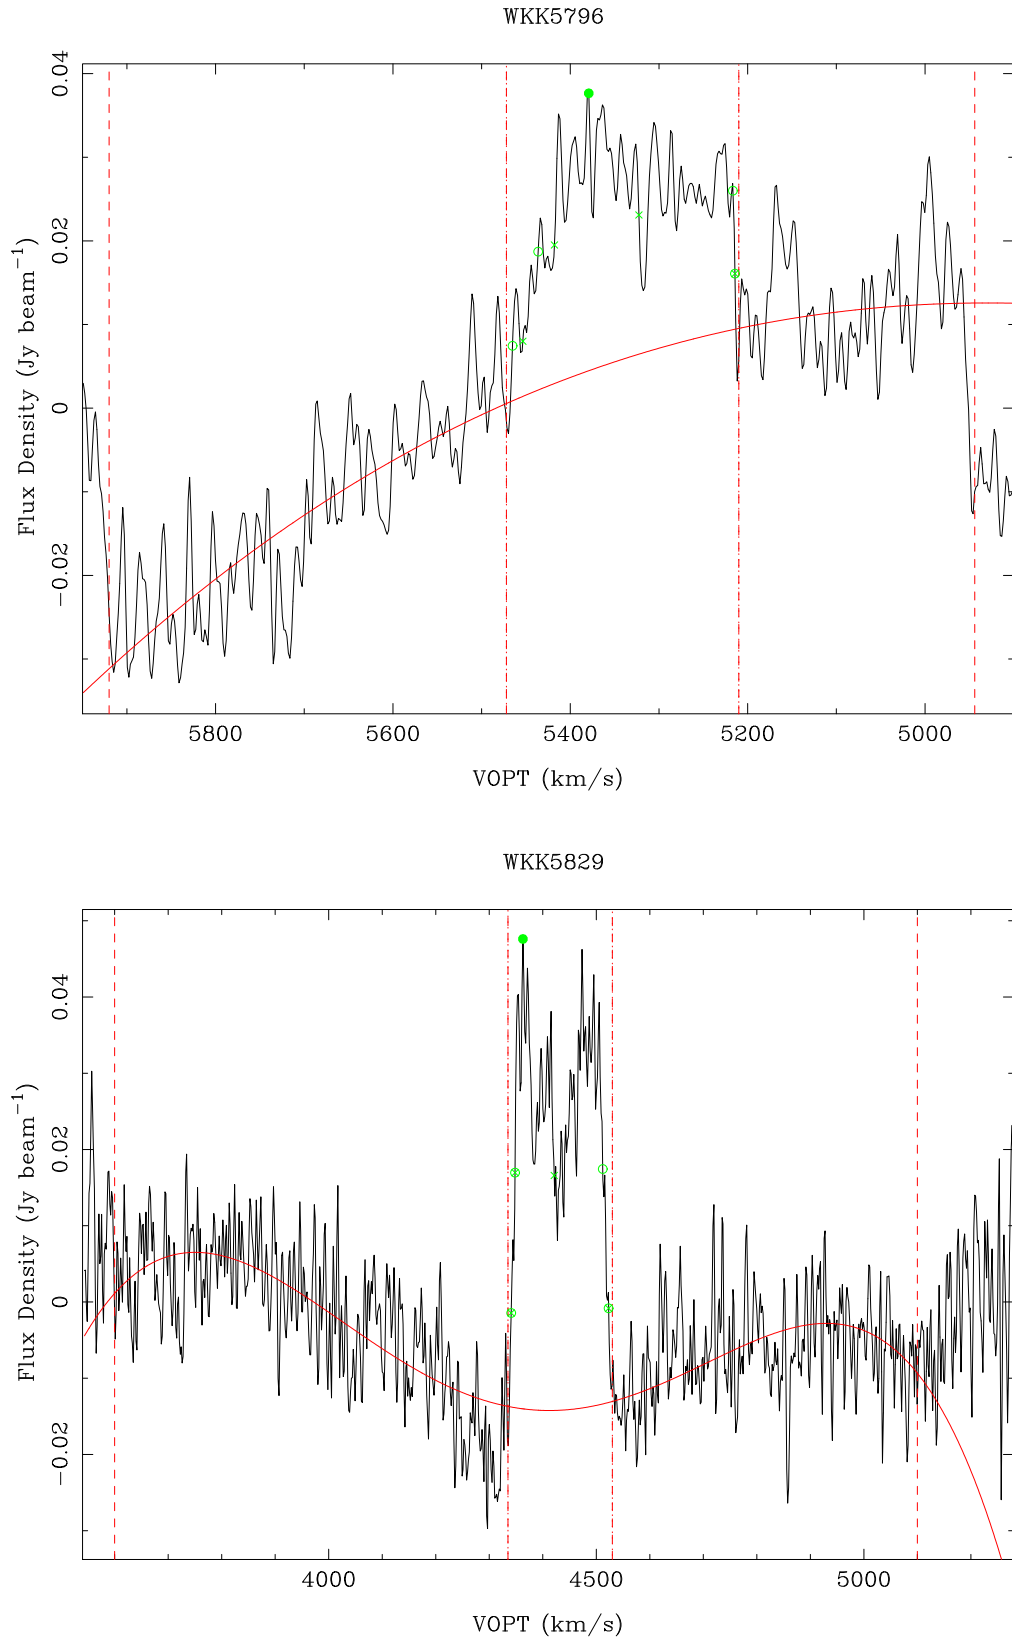 WKK5796
0.04
0.02
0
−0.02
Flux Density (Jy beam−1)
5800 5600 5400 5200 5000
VOPT (km/s)
WKK5829
0.04
0.02
0
−0.02
Flux Density (Jy beam−1)
4000 4500 5000
VOPT (km/s)